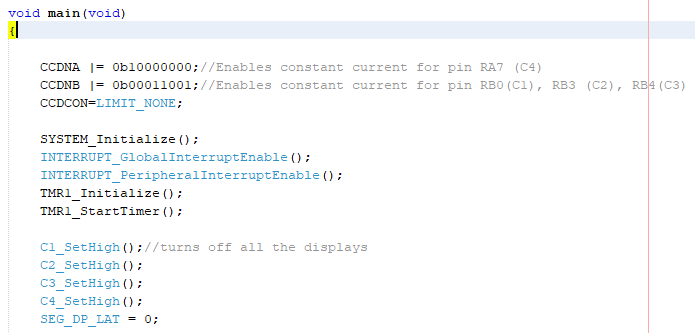 void main(void)
{
CCDNA |= 0b10000000;//Enables constant current for pin RA7 (C4)
CCDNB |= 0b00011001;//Enables constant current for pin RB0(C1), RB3 (C2), RB4(C3)
CCDCON=LIMIT_NONE;
SYSTEM_Initialize();
INTERRUPT_GlobalInterruptEnable();
INTERRUPT_PeripheralInterruptEnable();
TMR1_Initialize();
TMR1_StartTimer();
C1_SetHigh();//turns off all the displays
C2_SetHigh();
C3_SetHigh();
C4_SetHigh();
SEG_DP_LAT = 0;